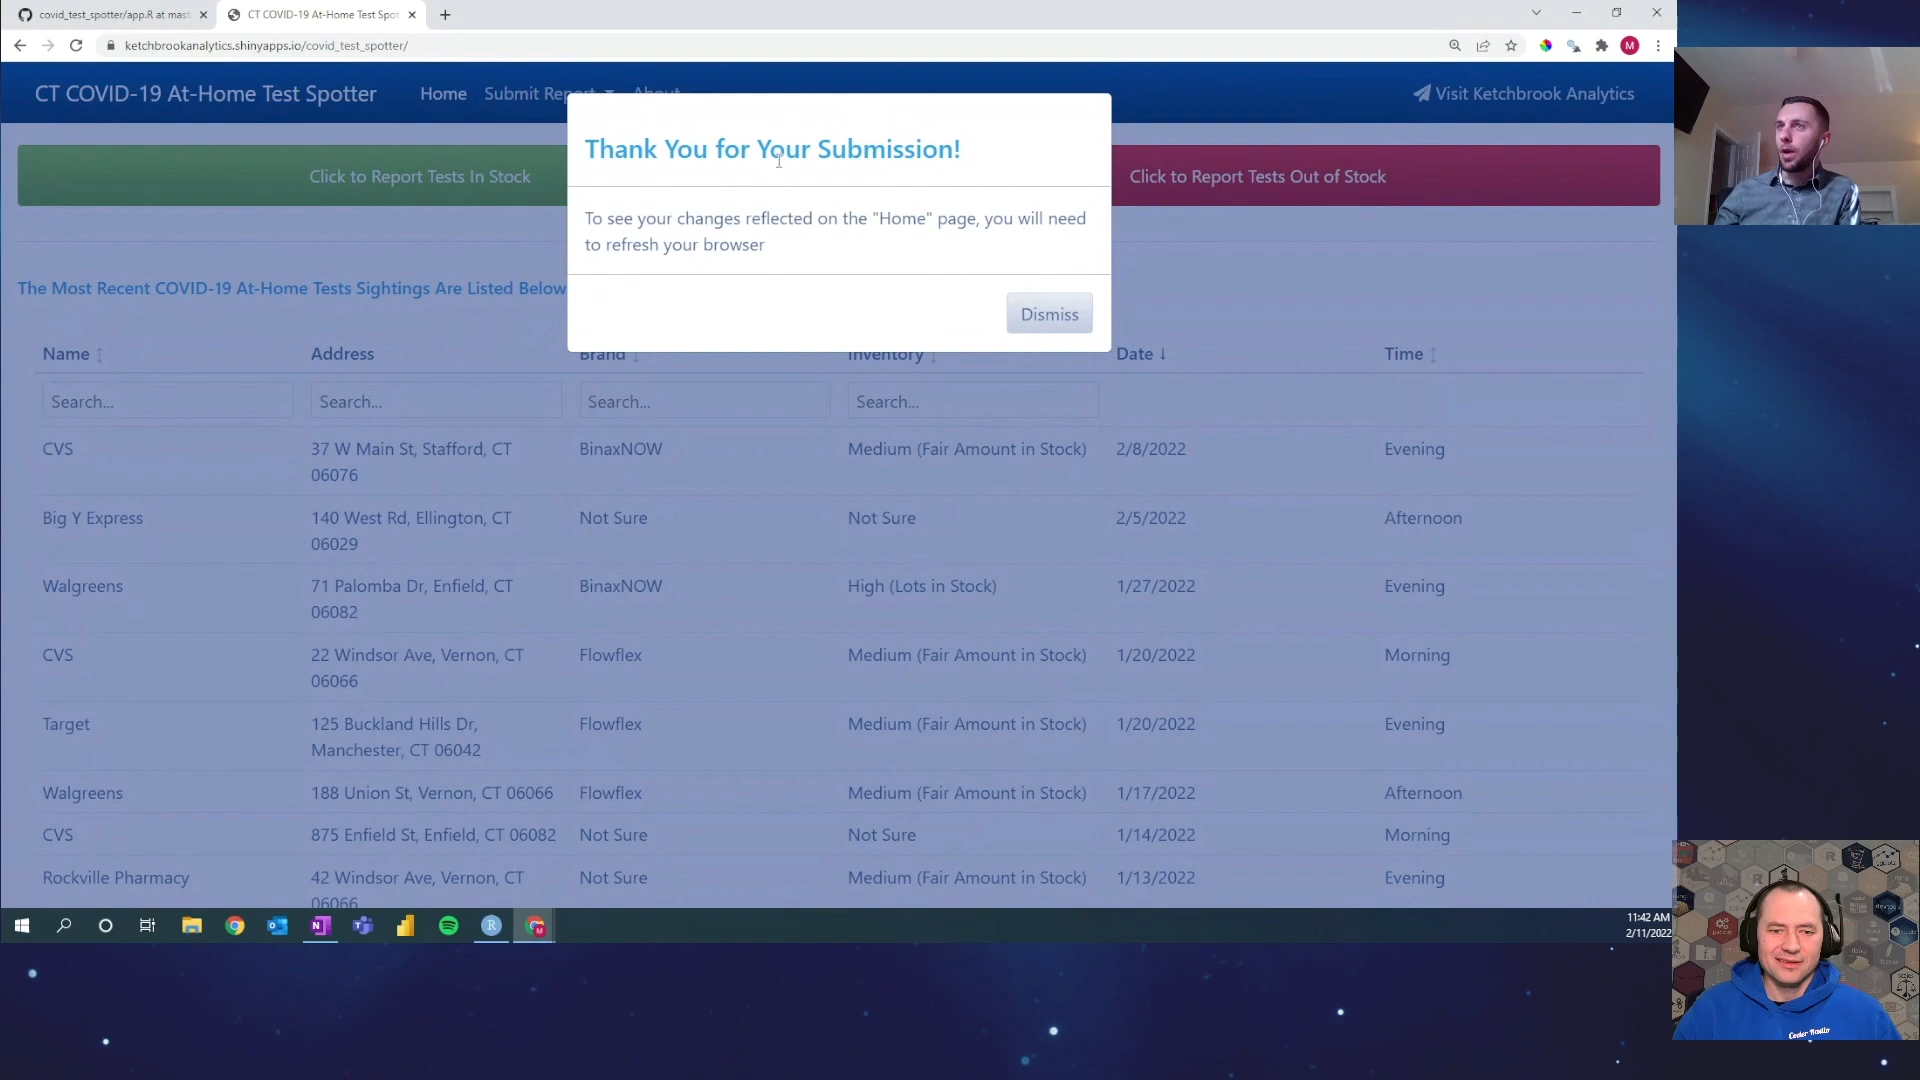 covid_test_spotter/app.R at mast
CT COVID-19 At-Home Test Spot
ketchbrookanalytics.shinyapps.io/covid_test_spotter/
M
CT COVID-19 At-Home Test Spotter
Home
Submit Report
About
Visit Ketchbrook Analytics
Thank You for Your Submission!
To see your changes reflected on the "Home" page, you will need
to refresh your browser
Dismiss
Click to Report Tests In Stock
Click to Report Tests Out of Stock
The Most Recent COVID-19 At-Home Tests Sightings Are Listed Below
Name Address Brand Inventory Date Time
Search... Search... Search... Search...
CVS 37 W Main St, Stafford, CT BinaxNOW Medium (Fair Amount in Stock) 2/8/2022 Evening
06076
Big Y Express 140 West Rd, Ellington, CT Not Sure Not Sure 2/5/2022 Afternoon
06029
Walgreens 71 Palomba Dr, Enfield, CT BinaxNOW High (Lots in Stock) 1/27/2022 Evening
06082
CVS 22 Windsor Ave, Vernon, CT Flowflex Medium (Fair Amount in Stock) 1/20/2022 Morning
06066
Target 125 Buckland Hills Dr, Flowflex Medium (Fair Amount in Stock) 1/20/2022 Evening
Manchester, CT 06042
Walgreens 188 Union St, Vernon, CT 06066 Flowflex Medium (Fair Amount in Stock) 1/17/2022 Afternoon
CVS 875 Enfield St, Enfield, CT 06082 Not Sure Not Sure 1/14/2022 Morning
Rockville Pharmacy 42 Windsor Ave, Vernon, CT Not Sure Medium (Fair Amount in Stock) 1/13/2022 Evening
06066
11:42 AM
2/11/2022
Coder Radio